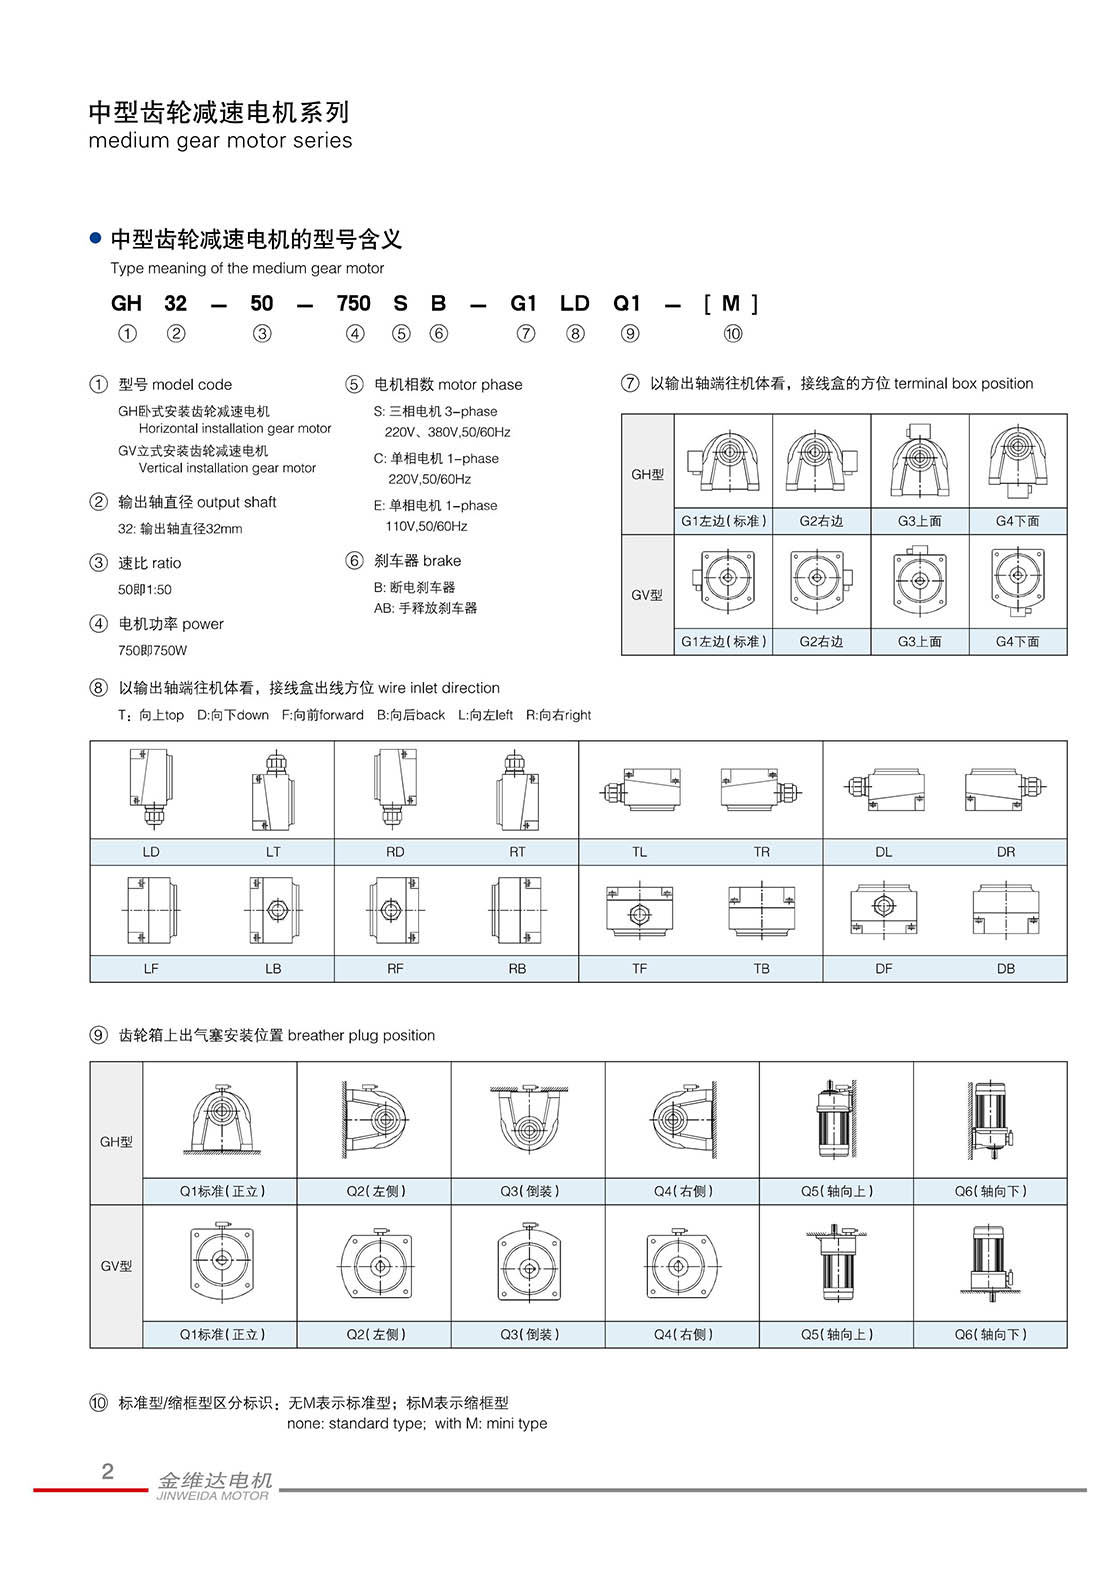 中型齿轮减速电机系列
medium gear motor series
中型齿轮减速电机的型号含义
Type meaning of the medium gear motor
GH 32 – 50 – 750 S B – G1 LD Q1 – [ M ]
① ② ③ ④ ⑤ ⑥ ⑦ ⑧ ⑨ ⑩
① 型号 model code
GH卧式安装齿轮减速电机
Horizontal installation gear motor
GV立式安装齿轮减速电机
Vertical installation gear motor
② 输出轴直径 output shaft
32: 输出轴直径32mm
③ 速比 ratio
50即1:50
④ 电机功率 power
750即750W
⑤ 电机相数 motor phase
S: 三相电机 3-phase
220V、380V,50/60Hz
C: 单相电机 1-phase
220V,50/60Hz
E: 单相电机 1-phase
110V,50/60Hz
⑥ 刹车器 brake
B: 断电刹车器
AB: 手释放刹车器
⑦ 以输出轴端往机体看，接线盒的方位 terminal box position
GH型
G1左边(标准) G2右边 G3上面 G4下面
GV型
G1左边(标准) G2右边 G3上面 G4下面
⑧ 以输出轴端往机体看，接线盒出线方位 wire inlet direction
T：向上top D:向下down F:向前forward B:向后back L:向左left R:向右right
LD LT RD RT TL TR DL DR
LF LB RF RB TF TB DF DB
⑨ 齿轮箱上出气塞安装位置 breather plug position
GH型
Q1标准(正立) Q2(左侧) Q3(倒装) Q4(右侧) Q5(轴向上) Q6(轴向下)
GV型
Q1标准(正立) Q2(左侧) Q3(倒装) Q4(右侧) Q5(轴向上) Q6(轴向下)
⑩ 标准型/缩框型区分标识：无M表示标准型；标M表示缩框型
none: standard type; with M: mini type
2
金维达电机
JINWEIDA MOTOR